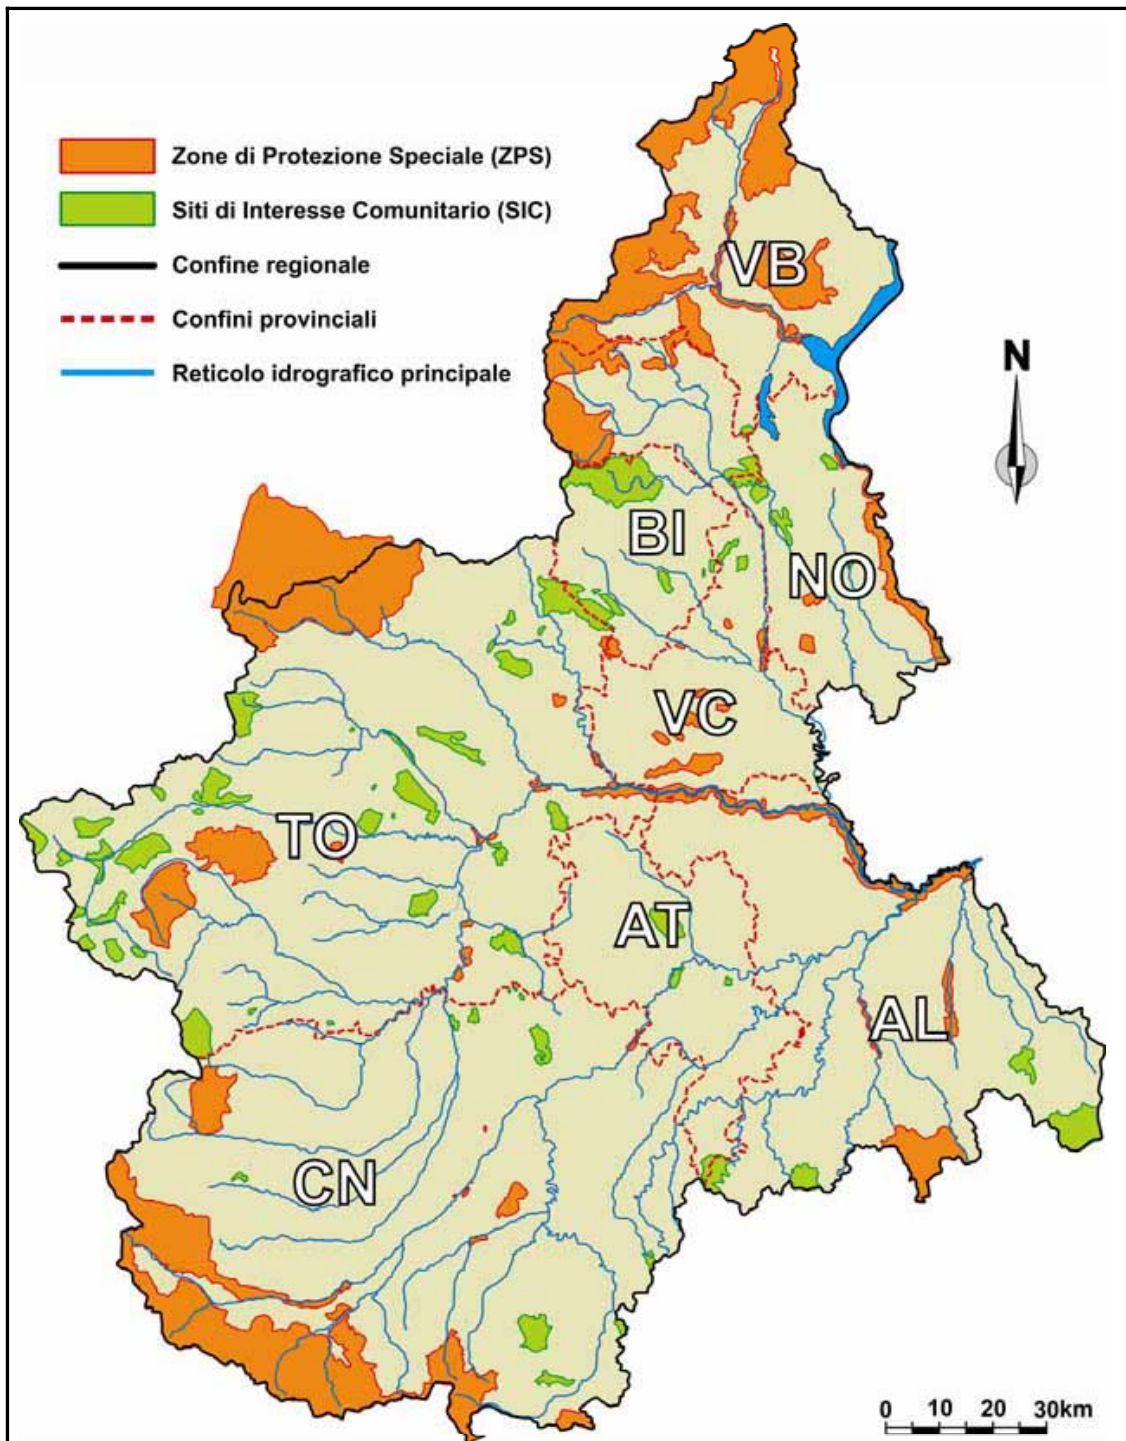 Zone di Protezione Speciale (ZPS)
Siti di Interesse Comunitario (SIC)
Confine regionale
Confini provinciali
Reticolo idrografico principale
VB
N
BI
NO
VC
TO
AT
AL
CN
0 10 20 30km